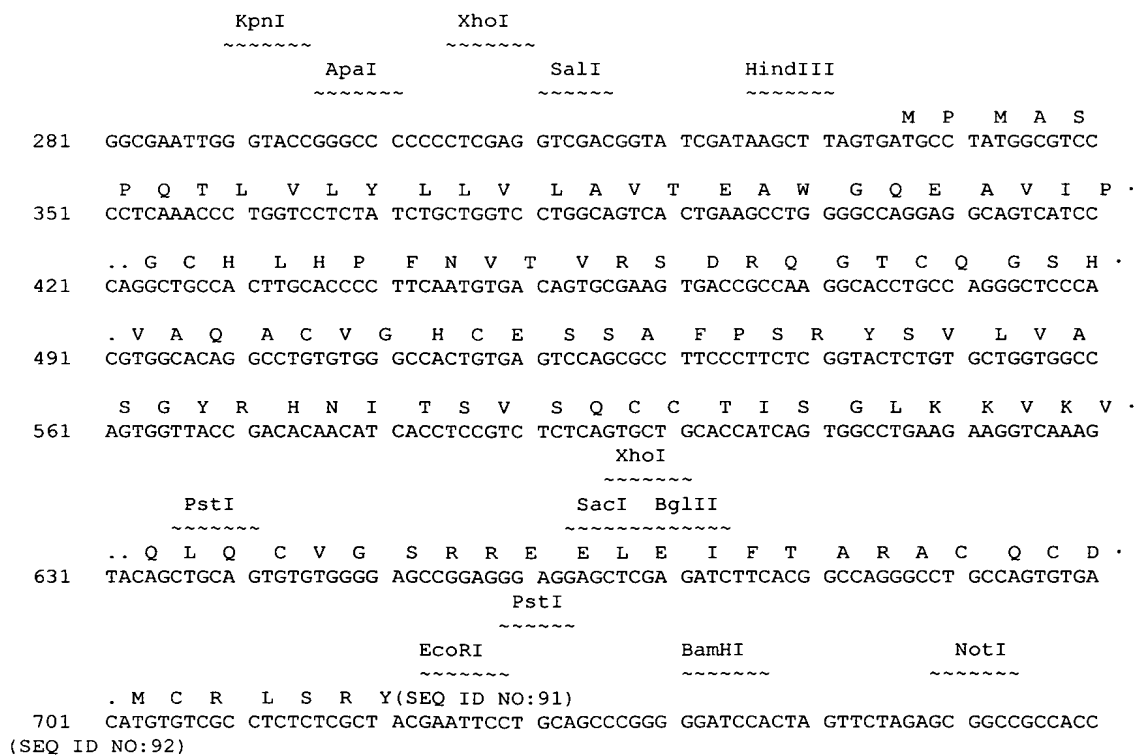 KpnI XhoI
~~~~~~~ ~~~~~~~
ApaI SalI HindIII
~~~~~~~ ~~~~~~ ~~~~~~~
M P M A S
281 GGCGAATTGG GTACCGGGCC CCCCCTCGAG GTCGACGGTA TCGATAAGCT TAGTGATGCC TATGGCGTCC
P Q T L V L Y L L V L A V T E A W G Q E A V I P ·
351 CCTCAAACCC TGGTCCTCTA TCTGCTGGTC CTGGCAGTCA CTGAAGCCTG GGGCCAGGAG GCAGTCATCC
.. G C H L H P F N V T V R S D R Q G T C Q G S H ·
421 CAGGCTGCCA CTTGCACCCC TTCAATGTGA CAGTGCGAAG TGACCGCCAA GGCACCTGCC AGGGCTCCCA
. V A Q A C V G H C E S S A F P S R Y S V L V A
491 CGTGGCACAG GCCTGTGTGG GCCACTGTGA GTCCAGCGCC TTCCCTTCTC GGTACTCTGT GCTGGTGGCC
S G Y R H N I T S V S Q C C T I S G L K K V K V ·
561 AGTGGTTACC GACACAACAT CACCTCCGTC TCTCAGTGCT GCACCATCAG TGGCCTGAAG AAGGTCAAAG
XhoI
~~~~~~~
PstI SacI BglII
~~~~~~~ ~~~~~~~~~~~~~
.. Q L Q C V G S R R E E L E I F T A R A C Q C D ·
631 TACAGCTGCA GTGTGTGGGG AGCCGGAGGG AGGAGCTCGA GATCTTCACG GCCAGGGCCT GCCAGTGTGA
PstI
~~~~~~
EcoRI BamHI NotI
~~~~~~~ ~~~~~~~ ~~~~~~~
. M C R L S R Y(SEQ ID NO:91)
701 CATGTGTCGC CTCTCTCGCT ACGAATTCCT GCAGCCCGGG GGATCCACTA GTTCTAGAGC GGCCGCCACC
(SEQ ID NO:92)